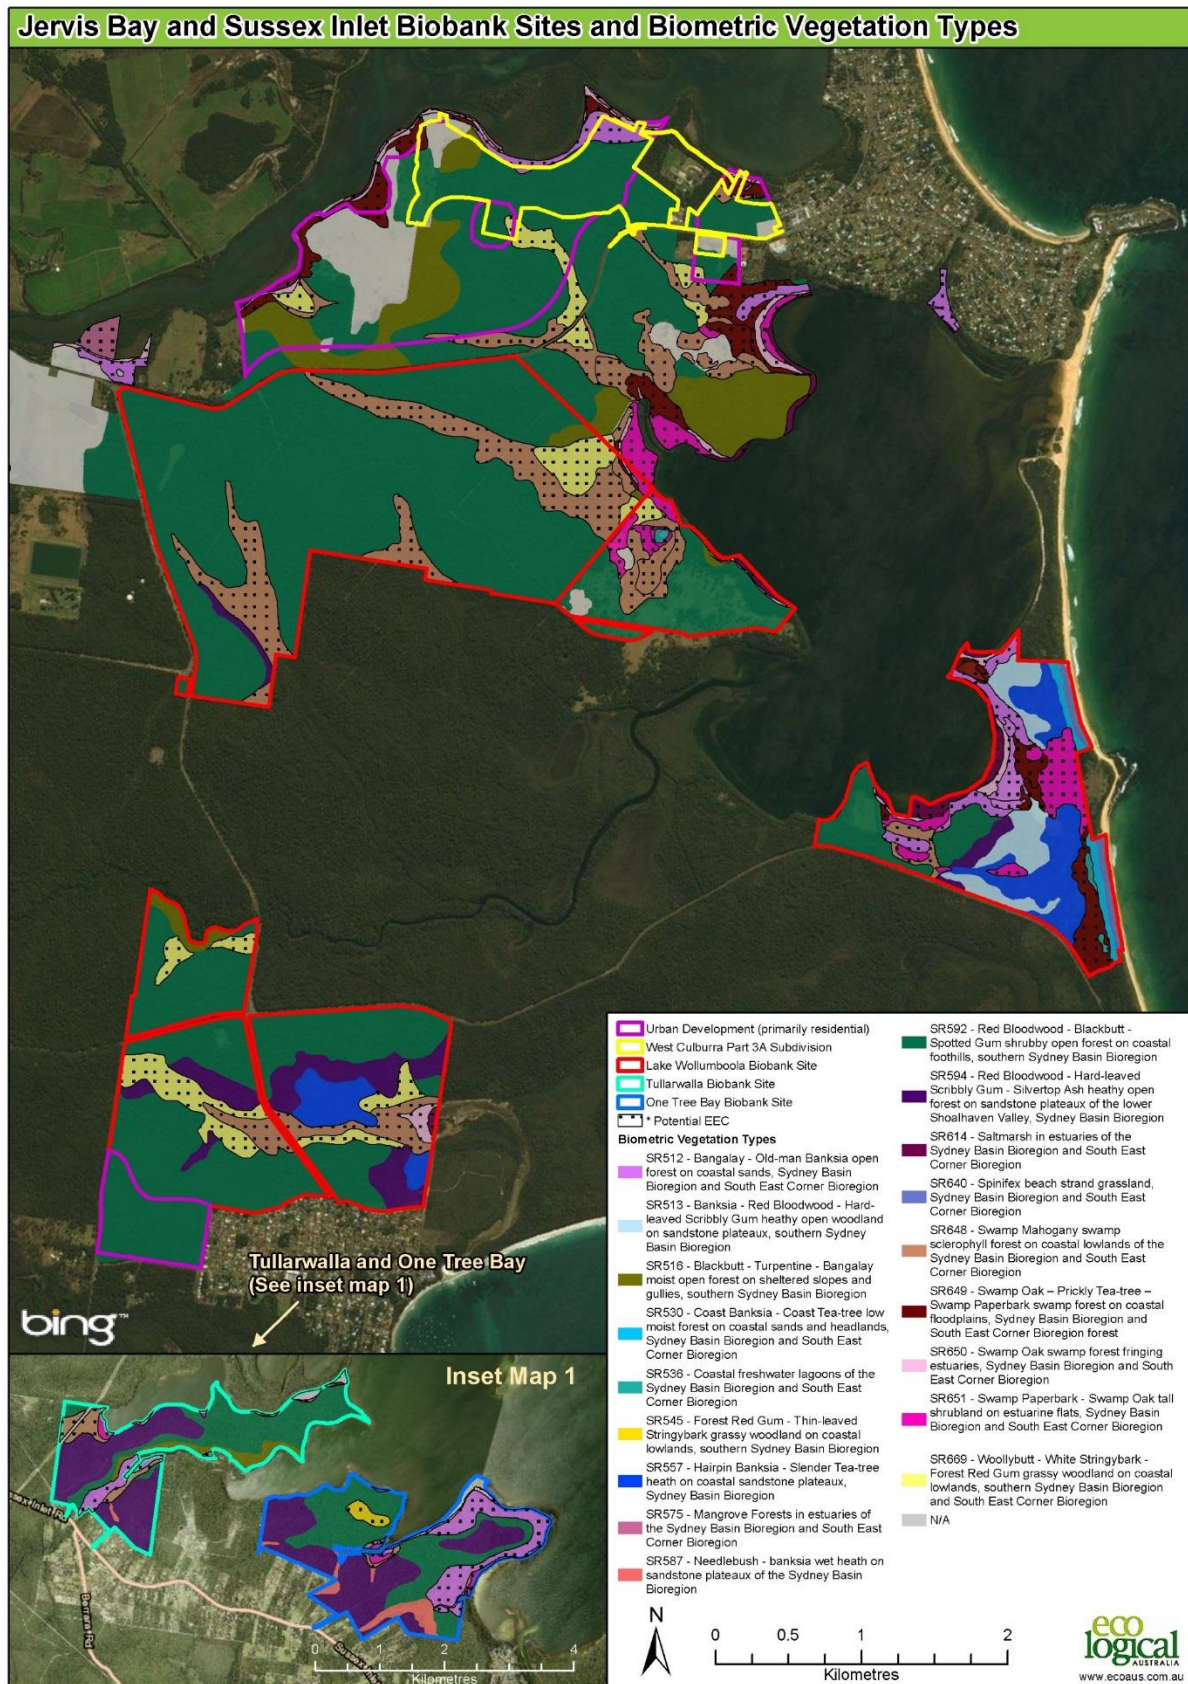 Jervis Bay and Sussex Inlet Biobank Sites and Biometric Vegetation Types
Tullarwalla and One Tree Bay
(See inset map 1)
bing™
Inset Map 1
Sussex Inlet Rd
Berrara Rd
Sussex Inlet
0 1 2 4
Kilometres
Urban Development (primarily residential)
West Culburra Part 3A Subdivision
Lake Wollumboola Biobank Site
Tullarwalla Biobank Site
One Tree Bay Biobank Site
* Potential EEC
Biometric Vegetation Types
SR512 - Bangalay - Old-man Banksia open
forest on coastal sands, Sydney Basin
Bioregion and South East Corner Bioregion
SR513 - Banksia - Red Bloodwood - Hard-
leaved Scribbly Gum heathy open woodland
on sandstone plateaux, southern Sydney
Basin Bioregion
SR516 - Blackbutt - Turpentine - Bangalay
moist open forest on sheltered slopes and
gullies, southern Sydney Basin Bioregion
SR530 - Coast Banksia - Coast Tea-tree low
moist forest on coastal sands and headlands,
Sydney Basin Bioregion and South East
Corner Bioregion
SR536 - Coastal freshwater lagoons of the
Sydney Basin Bioregion and South East
Corner Bioregion
SR545 - Forest Red Gum - Thin-leaved
Stringybark grassy woodland on coastal
lowlands, southern Sydney Basin Bioregion
SR557 - Hairpin Banksia - Slender Tea-tree
heath on coastal sandstone plateaux,
Sydney Basin Bioregion
SR575 - Mangrove Forests in estuaries of
the Sydney Basin Bioregion and South East
Corner Bioregion
SR587 - Needlebush - banksia wet heath on
sandstone plateaux of the Sydney Basin
Bioregion
SR592 - Red Bloodwood - Blackbutt -
Spotted Gum shrubby open forest on coastal
foothills, southern Sydney Basin Bioregion
SR594 - Red Bloodwood - Hard-leaved
Scribbly Gum - Silvertop Ash heathy open
forest on sandstone plateaux of the lower
Shoalhaven Valley, Sydney Basin Bioregion
SR614 - Saltmarsh in estuaries of the
Sydney Basin Bioregion and South East
Corner Bioregion
SR640 - Spinifex beach strand grassland,
Sydney Basin Bioregion and South East
Corner Bioregion
SR648 - Swamp Mahogany swamp
sclerophyll forest on coastal lowlands of the
Sydney Basin Bioregion and South East
Corner Bioregion
SR649 - Swamp Oak – Prickly Tea-tree –
Swamp Paperbark swamp forest on coastal
floodplains, Sydney Basin Bioregion and
South East Corner Bioregion forest
SR650 - Swamp Oak swamp forest fringing
estuaries, Sydney Basin Bioregion and South
East Corner Bioregion
SR651 - Swamp Paperbark - Swamp Oak tall
shrubland on estuarine flats, Sydney Basin
Bioregion and South East Corner Bioregion
SR669 - Woollybutt - White Stringybark -
Forest Red Gum grassy woodland on coastal
lowlands, southern Sydney Basin Bioregion
and South East Corner Bioregion
N/A
N
0 0.5 1 2
Kilometres
eco
logical
AUSTRALIA
www.ecoaus.com.au